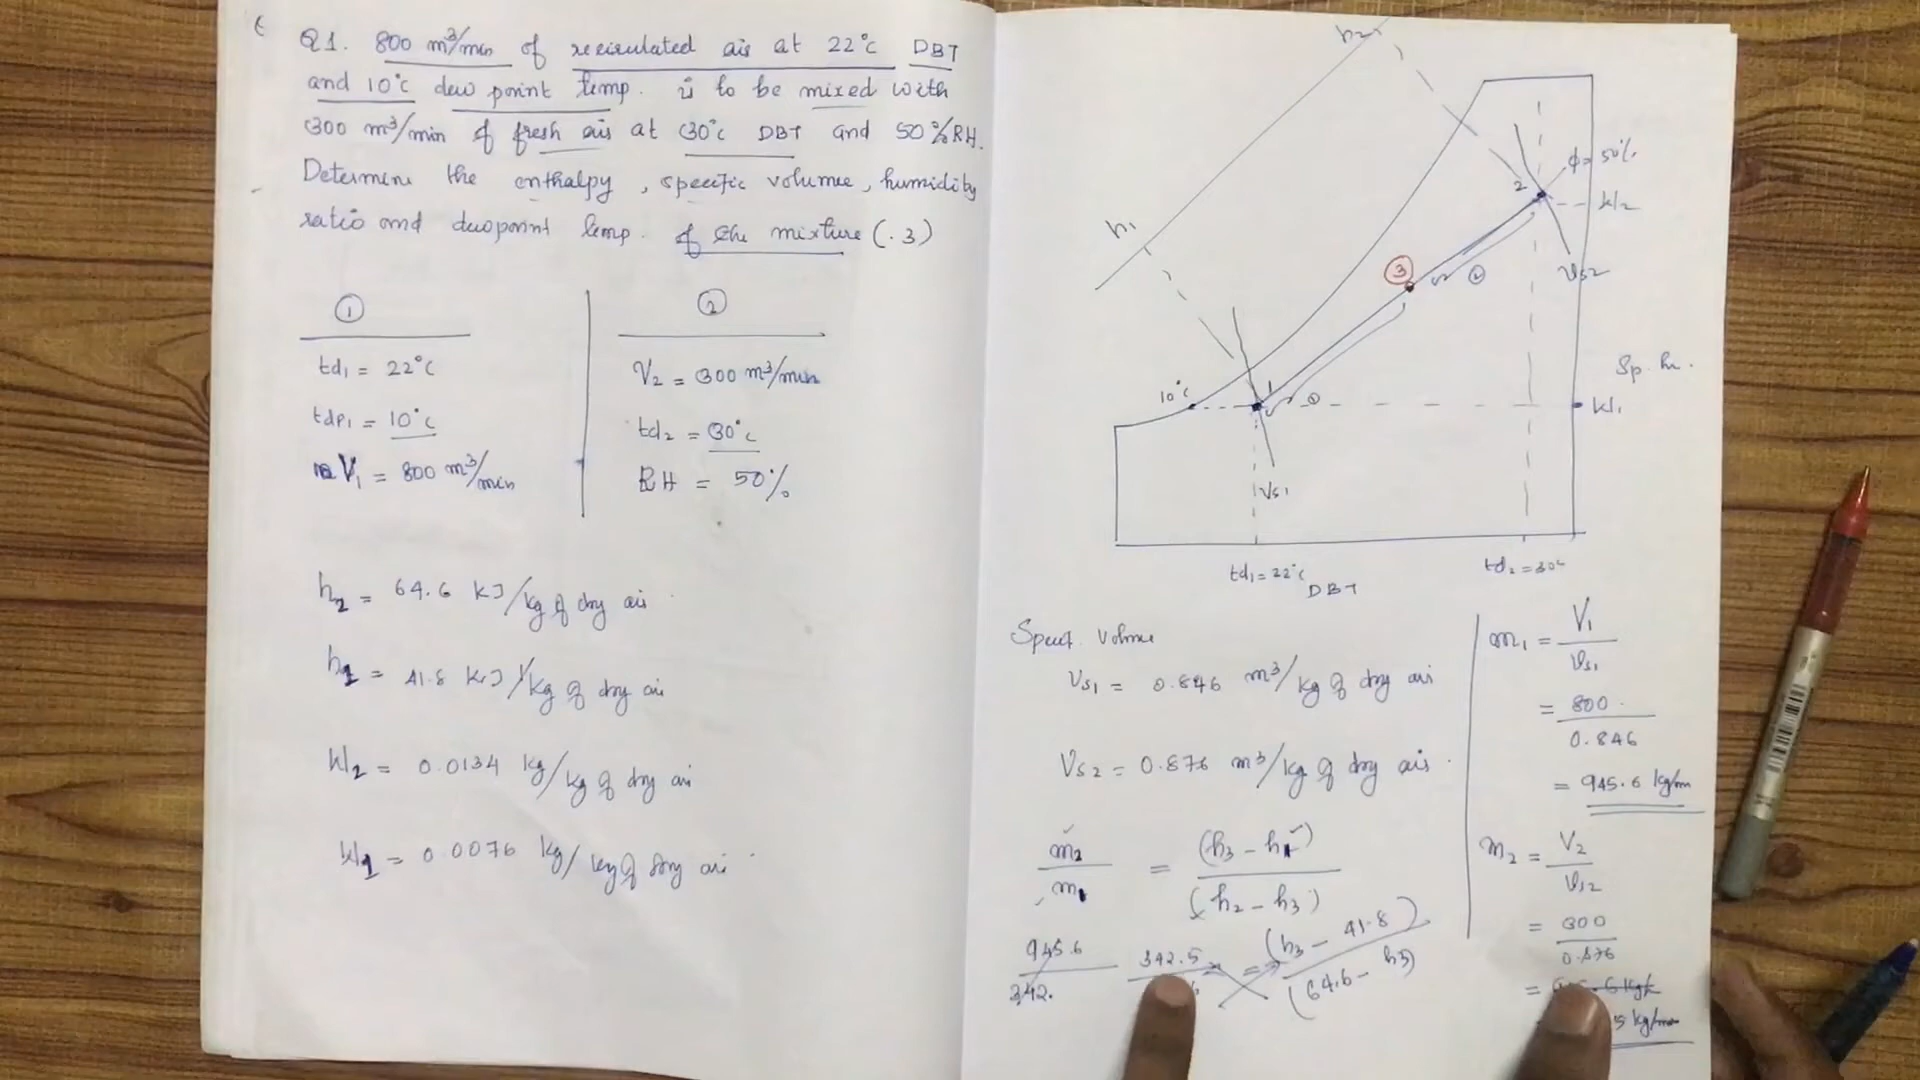 Q1. 800 m³/min of recirculated air at 22°C DBT
and 10°C dew point temp. is to be mixed with
300 m³/min of fresh air at 30°C DBT and 50% RH.
Determine the enthalpy, specific volume, humidity
ratio and dewpoint temp. of the mixture (.3)
①
td₁ = 22°C
tdp₁ = 10°C
V₁ = 800 m³/min
②
V₂ = 300 m³/min
td₂ = 30°C
RH = 50%
h₂ = 64.6 kJ/kg of dry air
h₁ = 41.8 kJ/kg of dry air
W₂ = 0.0134 kg/kg of dry air
W₁ = 0.0076 kg/kg of dry air
h₂
h₁
φ = 50%
2
W₂
③
②
Vs₂
Sp. hu.
10°C
1
①
W₁
Vs₁
td₁ = 22°C
td₂ = 30°
DBT
Vs₁ = 0.846 m³/kg of dry air
Vs₂ = 0.876 m³/kg of dry air
m₂/m₁ = (h₃ - h₁)/(h₂ - h₃)
945.6/342.
342.5
= (h₃ - 41.8)/(64.6 - h₃)
m₁ = V₁/Vs₁
= 800/0.846
= 945.6 kg/m
m₂ = V₂/Vs₂
= 300/0.876
=
5 kg/m